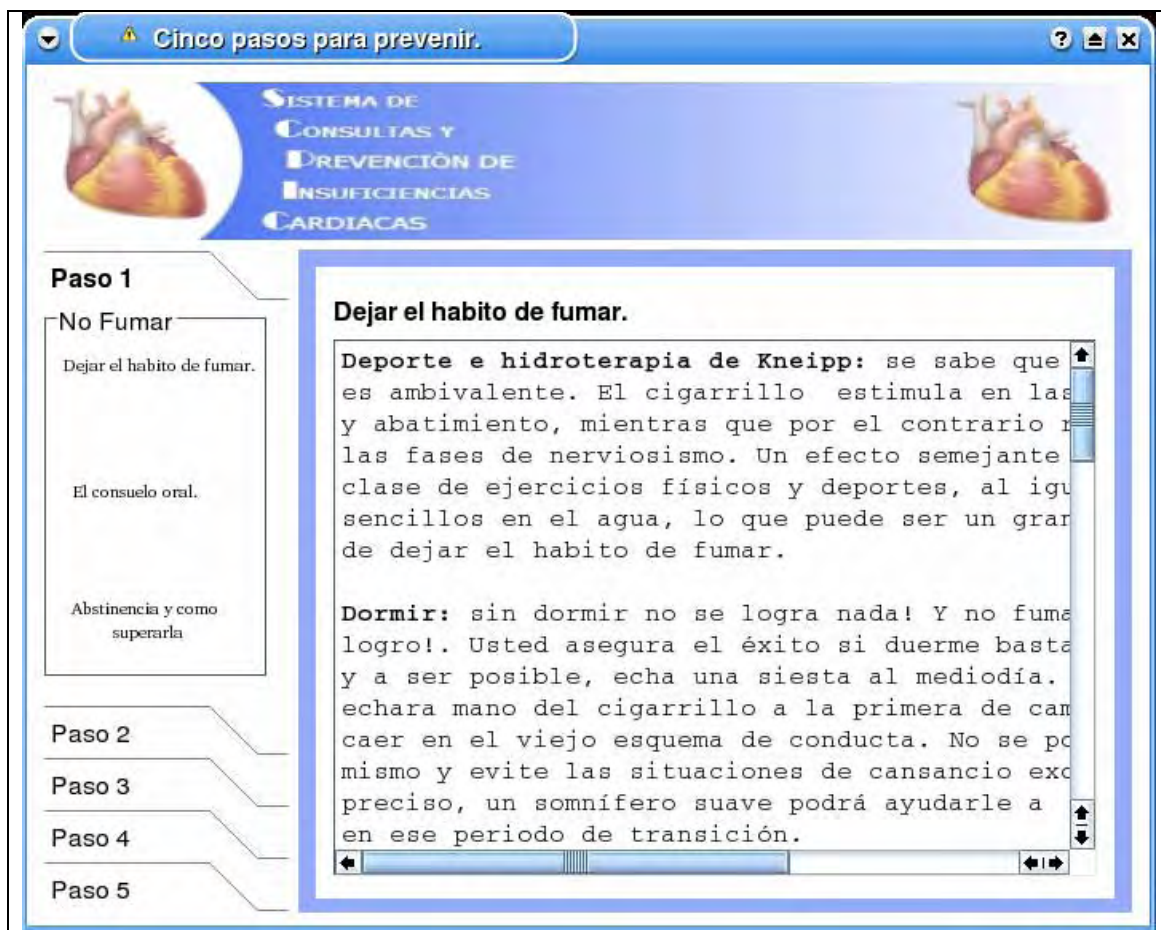 Cinco pasos para prevenir.
SISTEMA DE
CONSULTAS Y
PREVENCIÒN DE
INSUFICIENCIAS
CARDIACAS
Paso 1
No Fumar
Dejar el habito de fumar.
El consuelo oral.
Abstinencia y como
superarla
Paso 2
Paso 3
Paso 4
Paso 5
Dejar el habito de fumar.
Deporte e hidroterapia de Kneipp: se sabe que
es ambivalente. El cigarrillo estimula en las
y abatimiento, mientras que por el contrario
las fases de nerviosismo. Un efecto semejante
clase de ejercicios físicos y deportes, al
sencillos en el agua, lo que puede ser un
de dejar el habito de fumar.
Dormir: sin dormir no se logra nada! Y no
logro!. Usted asegura el éxito si duerme
y a ser posible, echa una siesta al mediodía.
echara mano del cigarrillo a la primera de
caer en el viejo esquema de conducta. No se
mismo y evite las situaciones de cansancio
preciso, un somnífero suave podrá ayudarle a
en ese periodo de transición.